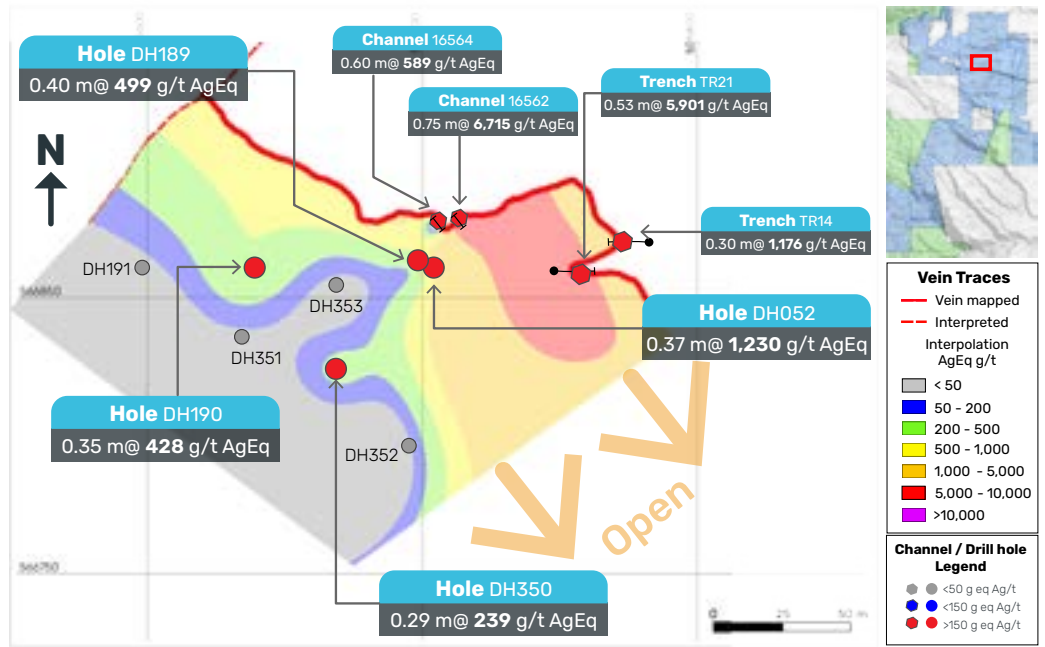 Hole DH189
0.40 m@ 499 g/t AgEq
Channel 16564
0.60 m@ 589 g/t AgEq
Channel 16562
0.75 m@ 6,715 g/t AgEq
Trench TR21
0.53 m@ 5,901 g/t AgEq
N
Trench TR14
0.30 m@ 1,176 g/t AgEq
DH191
DH353
DH351
Hole DH052
0.37 m@ 1,230 g/t AgEq
Hole DH190
0.35 m@ 428 g/t AgEq
DH352
Open
Hole DH350
0.29 m@ 239 g/t AgEq
0 25 50 m
Vein Traces
Vein mapped
Interpreted
Interpolation
AgEq g/t
< 50
50 - 200
200 - 500
500 - 1,000
1,000 - 5,000
5,000 - 10,000
>10,000
Channel / Drill hole
Legend
<50 g eq Ag/t
<150 g eq Ag/t
>150 g eq Ag/t